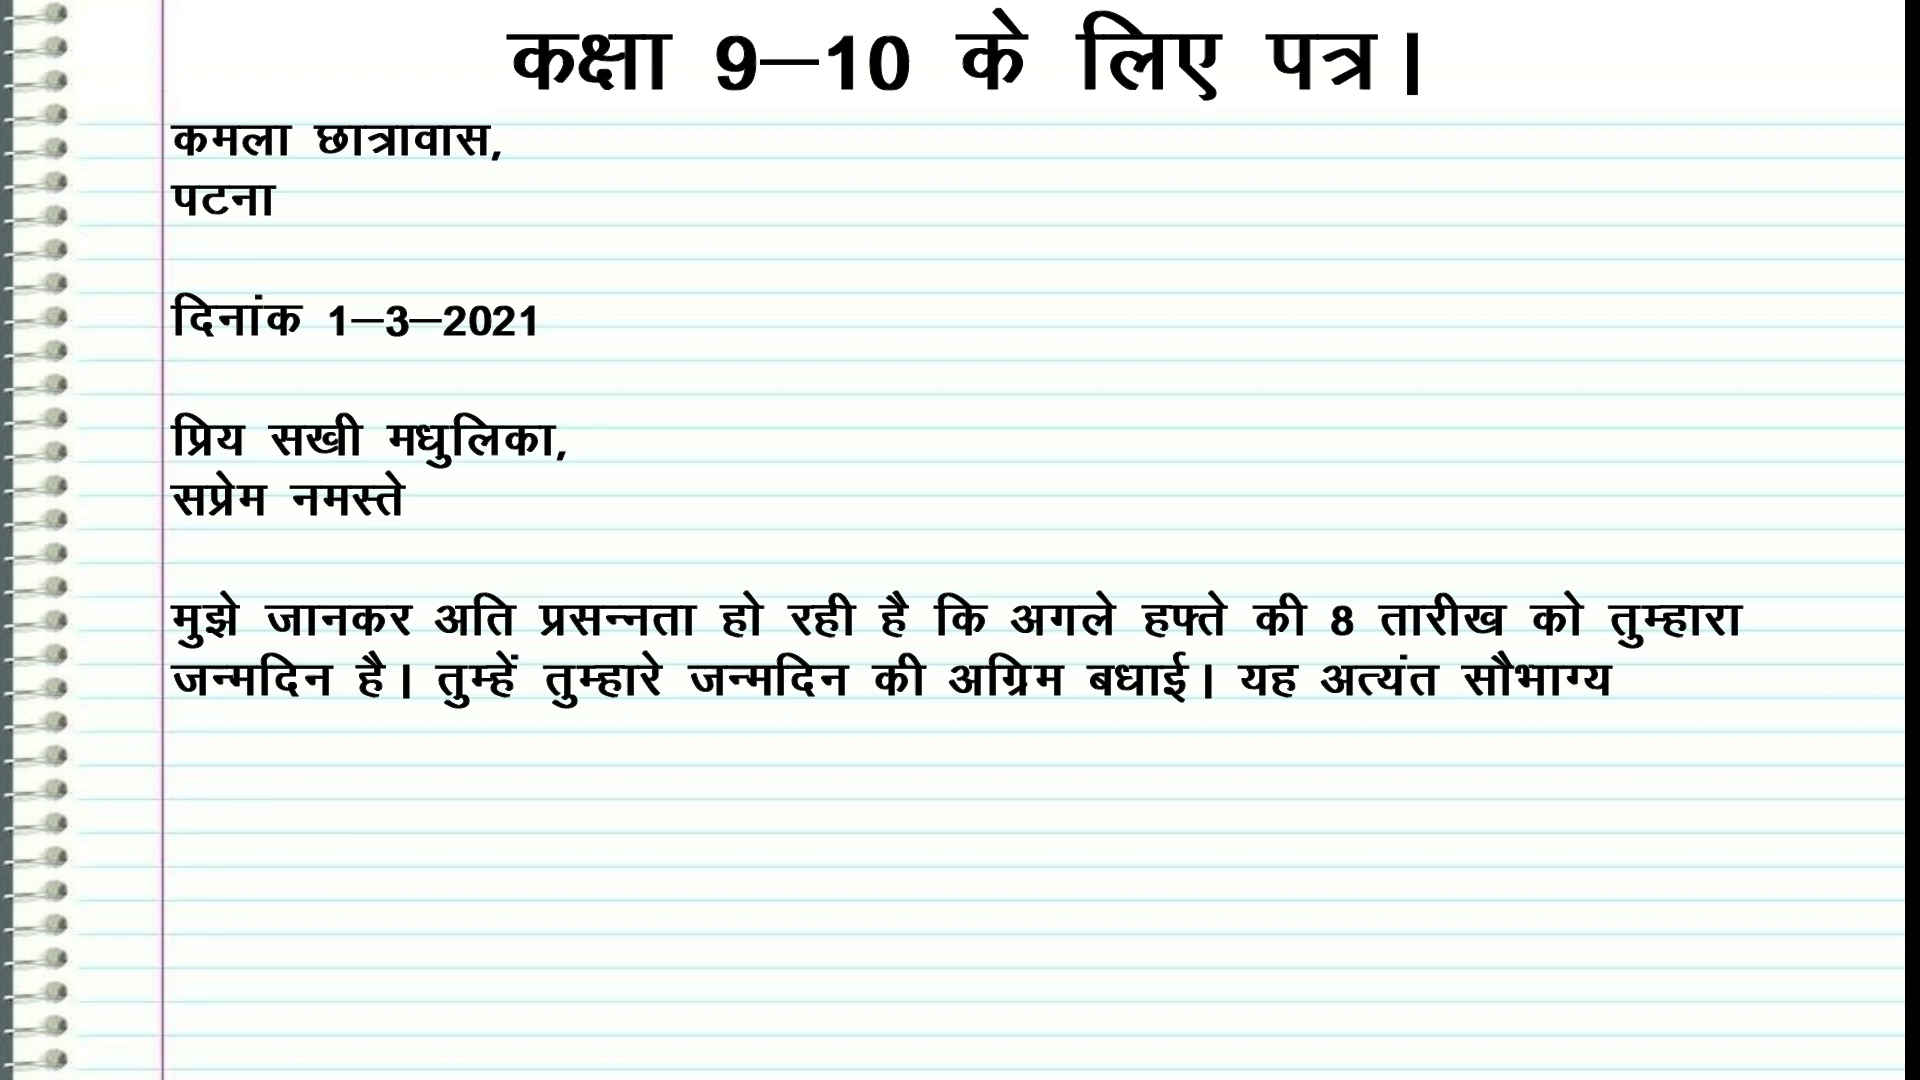 कक्षा 9–10 के लिए पत्र।
कमला छात्रावास,
पटना
दिनांक 1–3–2021
प्रिय सखी मधुलिका,
सप्रेम नमस्ते
मुझे जानकर अति प्रसन्नता हो रही है कि अगले हफ्ते की 8 तारीख को तुम्हारा
जन्मदिन है। तुम्हें तुम्हारे जन्मदिन की अग्रिम बधाई। यह अत्यंत सौभाग्य